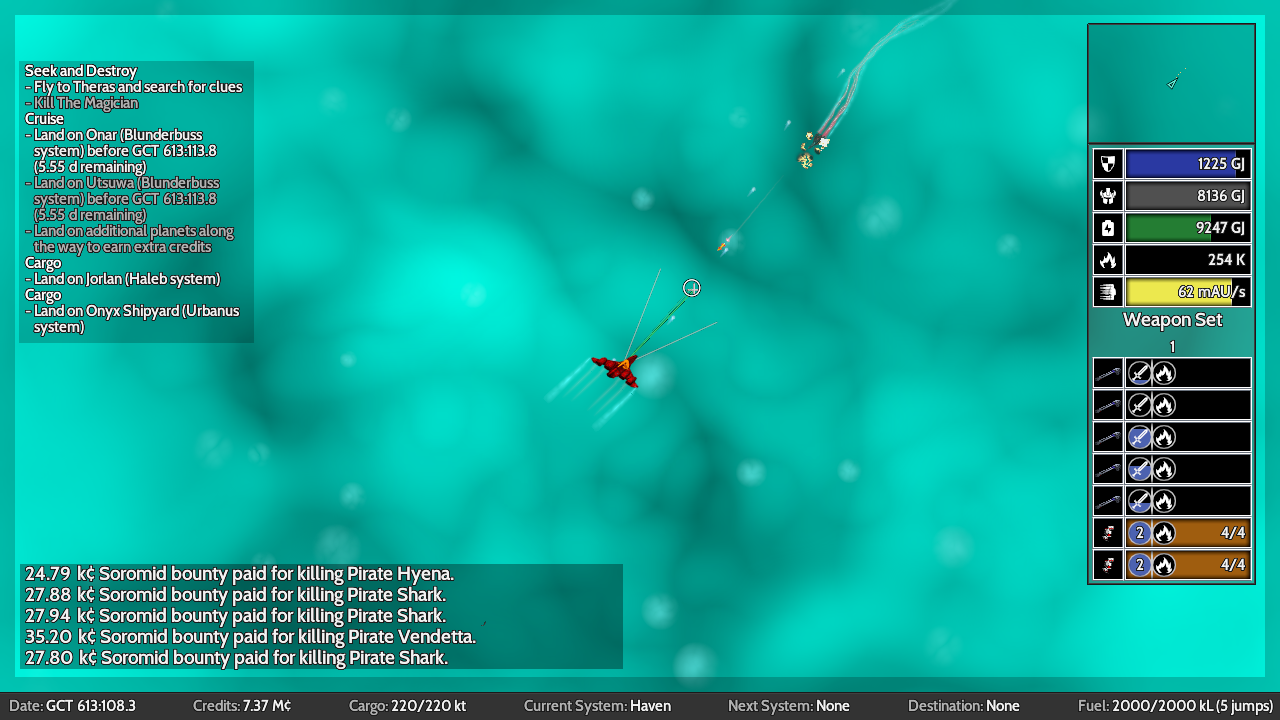 Seek and Destroy
- Fly to Theras and search for clues
- Kill The Magician
Cruise
- Land on Onar (Blunderbuss
system) before GCT 613:113.8
(5.55 d remaining)
- Land on Utsuwa (Blunderbuss
system) before GCT 613:113.8
(5.55 d remaining)
- Land on additional planets along
the way to earn extra credits
Cargo
- Land on Jorlan (Haleb system)
Cargo
- Land on Onyx Shipyard (Urbanus
system)
1225 GJ
8136 GJ
9247 GJ
254 K
62 mAU/s
Weapon Set
1
2 4/4
2 4/4
24.79 k¢ Soromid bounty paid for killing Pirate Hyena.
27.88 k¢ Soromid bounty paid for killing Pirate Shark.
27.94 k¢ Soromid bounty paid for killing Pirate Shark.
35.20 k¢ Soromid bounty paid for killing Pirate Vendetta.
27.80 k¢ Soromid bounty paid for killing Pirate Shark.
Date: GCT 613:108.3 Credits: 7.37 M¢ Cargo: 220/220 kt Current System: Haven Next System: None Destination: None Fuel: 2000/2000 kL (5 jumps)